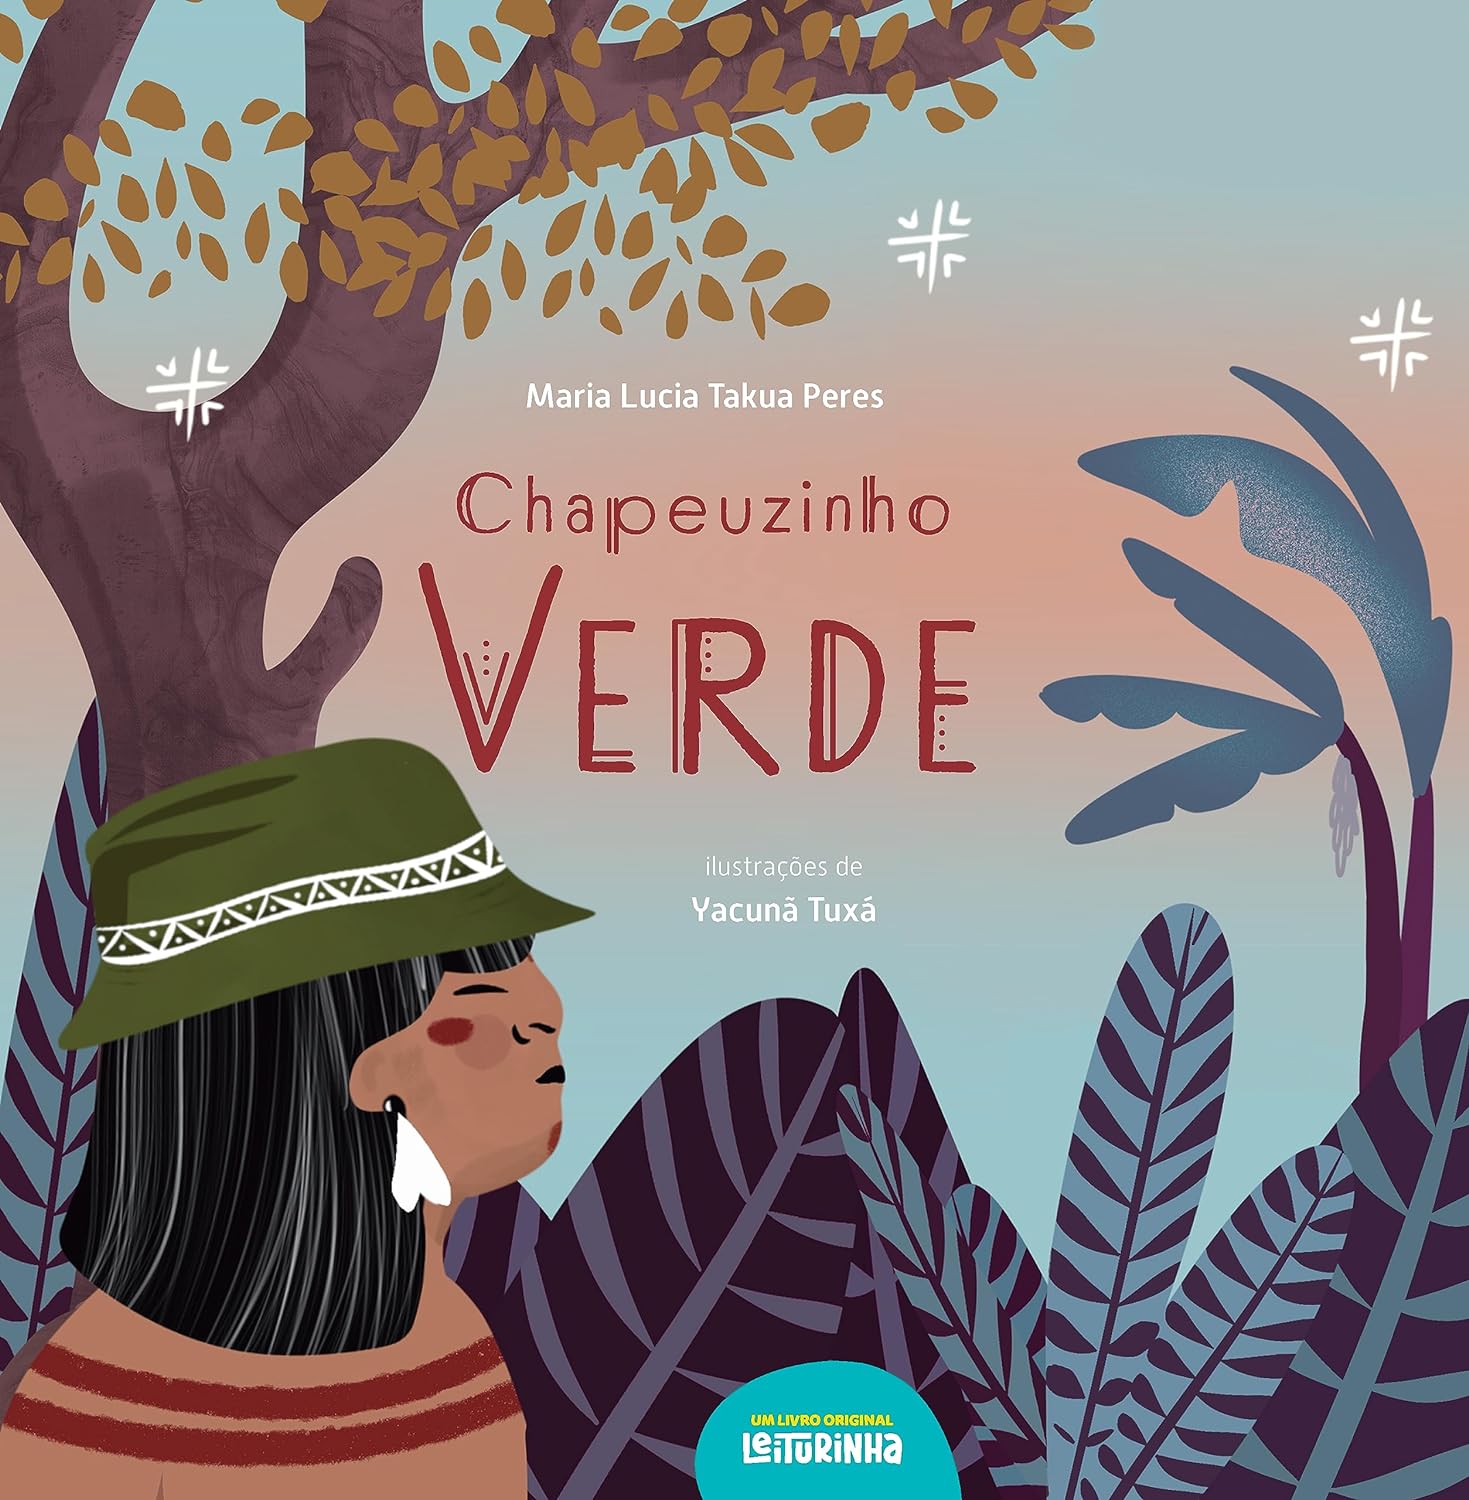 Maria Lucia Takua Peres
Chapeuzinho
VERDE
ilustrações de
Yacunã Tuxá
UM LIVRO ORIGINAL
LeiTURiNHa